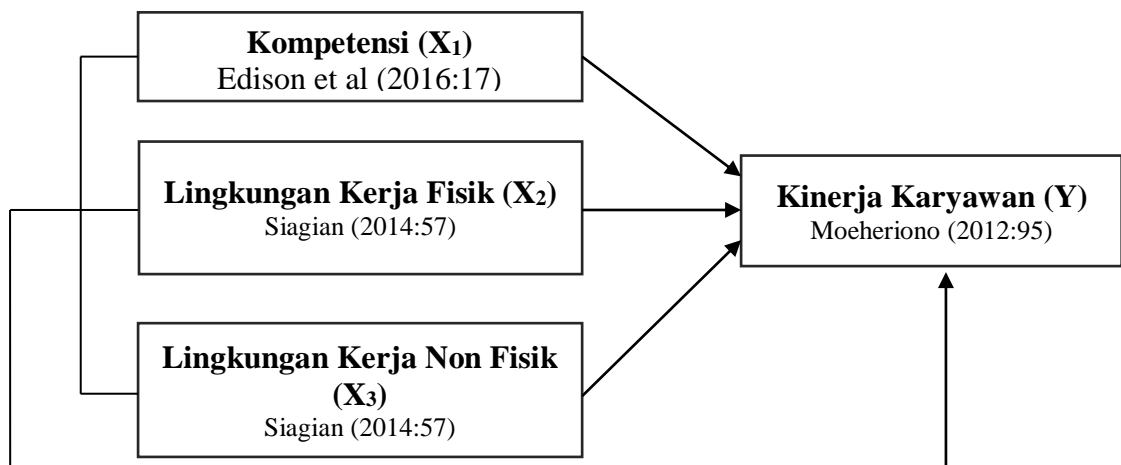 Kompetensi (X₁)
Edison et al (2016:17)
Lingkungan Kerja Fisik (X₂)
Siagian (2014:57)
Lingkungan Kerja Non Fisik
(X₃)
Siagian (2014:57)
Kinerja Karyawan (Y)
Moeheriono (2012:95)